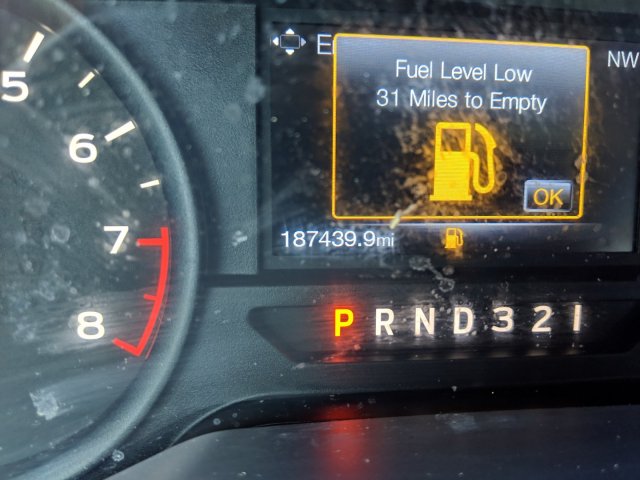 5
6
7
8
E
NW
Fuel Level Low
31 Miles to Empty
OK
187439.9mi
P R N D 3 2 1